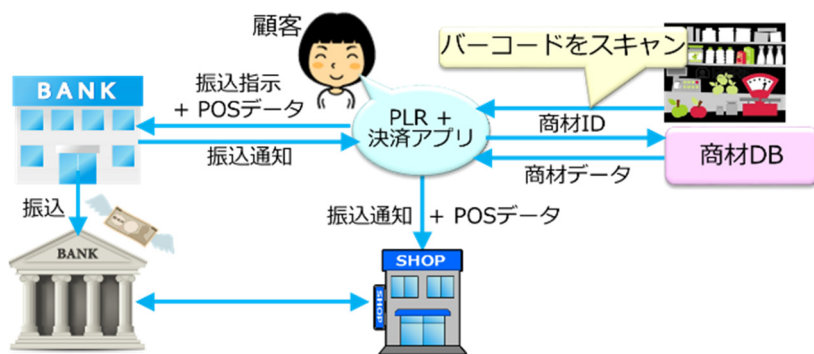 顧客
バーコードをスキャン
BANK
振込指示
+ POSデータ
PLR +
決済アプリ
商材ID
振込通知
商材データ
商材DB
振込
振込通知 + POSデータ
BANK
SHOP
SHOP